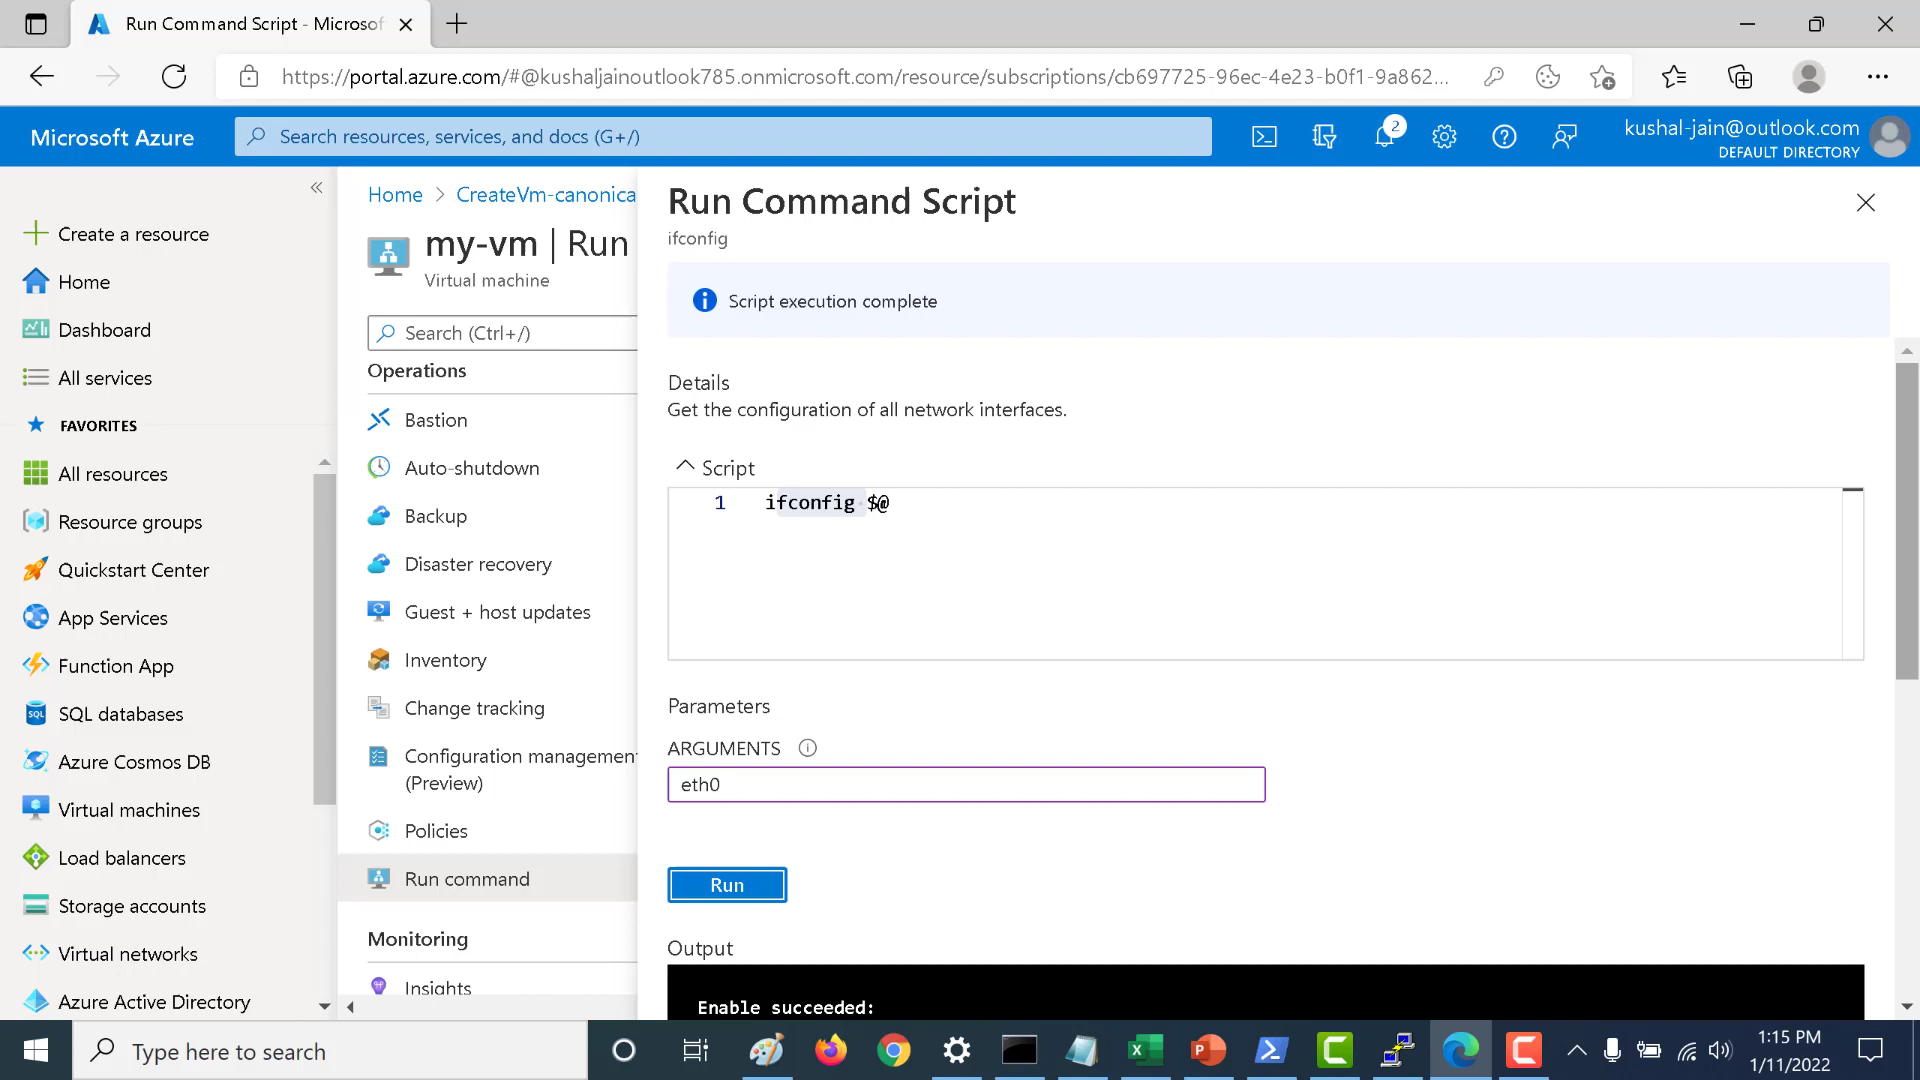 Run Command Script - Microsof
https://portal.azure.com/#@kushaljainoutlook785.onmicrosoft.com/resource/subscriptions/cb697725-96ec-4e23-b0f1-9a862...
Microsoft Azure
Search resources, services, and docs (G+/)
2
kushal-jain@outlook.com
DEFAULT DIRECTORY
Create a resource
Home
Dashboard
All services
FAVORITES
All resources
Resource groups
Quickstart Center
App Services
Function App
SQL databases
Azure Cosmos DB
Virtual machines
Load balancers
Storage accounts
Virtual networks
Azure Active Directory
Home > CreateVm-canonica
my-vm | Run
Virtual machine
Search (Ctrl+/)
Operations
Bastion
Auto-shutdown
Backup
Disaster recovery
Guest + host updates
Inventory
Change tracking
Configuration management
(Preview)
Policies
Run command
Monitoring
Insights
Run Command Script
ifconfig
Script execution complete
Details
Get the configuration of all network interfaces.
Script
1 ifconfig $@
Parameters
ARGUMENTS
eth0
Run
Output
Enable succeeded:
Type here to search
1:15 PM
1/11/2022